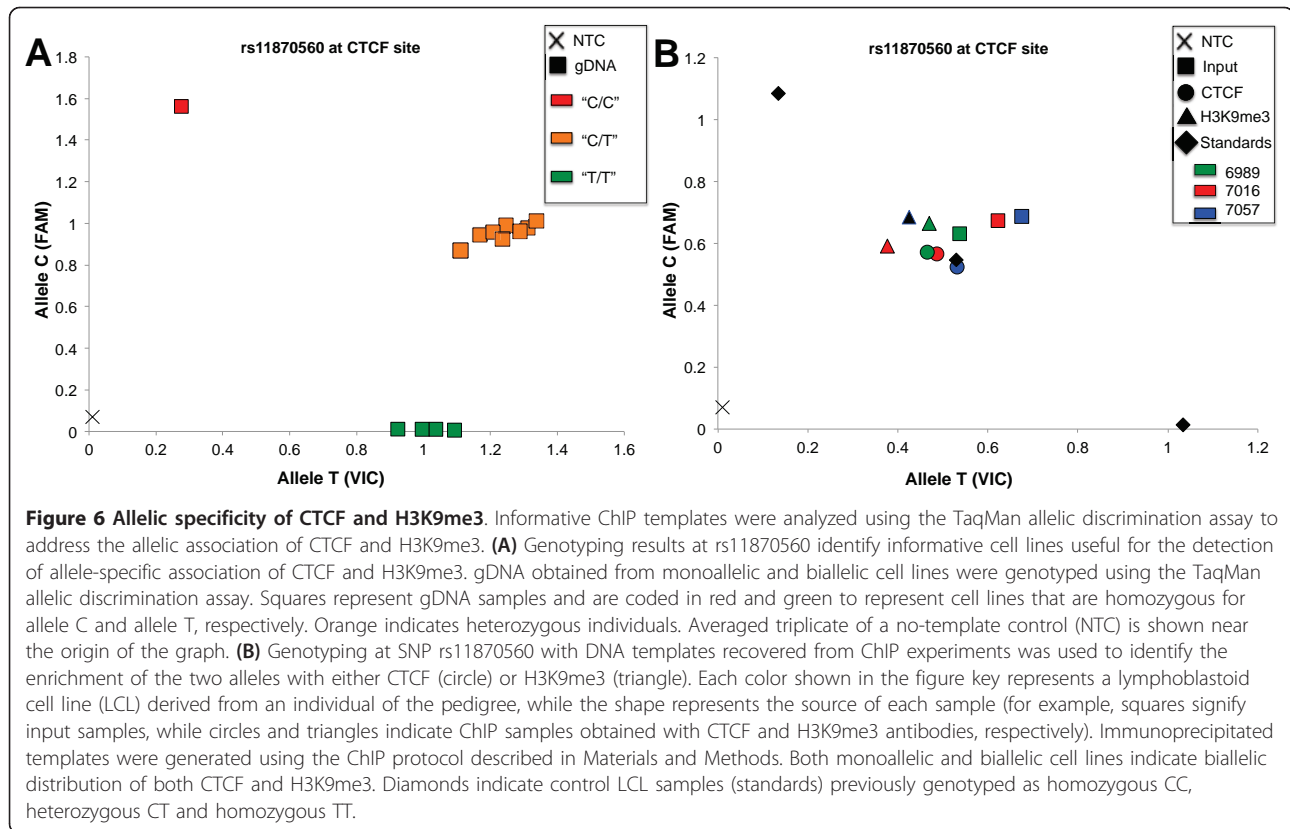 A
rs11870560 at CTCF site
NTC
gDNA
"C/C"
"C/T"
"T/T"
1.8
1.6
1.4
1.2
1
0.8
0.6
0.4
0.2
0
Allele C (FAM)
0 0.2 0.4 0.6 0.8 1 1.2 1.4 1.6
Allele T (VIC)
B
rs11870560 at CTCF site
NTC
Input
CTCF
H3K9me3
Standards
6989
7016
7057
1.2
1
0.8
0.6
0.4
0.2
0
Allele C (FAM)
0 0.2 0.4 0.6 0.8 1 1.2
Allele T (VIC)
Figure 6 Allelic specificity of CTCF and H3K9me3. Informative ChIP templates were analyzed using the TaqMan allelic discrimination assay to
address the allelic association of CTCF and H3K9me3. (A) Genotyping results at rs11870560 identify informative cell lines useful for the detection
of allele-specific association of CTCF and H3K9me3. gDNA obtained from monoallelic and biallelic cell lines were genotyped using the TaqMan
allelic discrimination assay. Squares represent gDNA samples and are coded in red and green to represent cell lines that are homozygous for
allele C and allele T, respectively. Orange indicates heterozygous individuals. Averaged triplicate of a no-template control (NTC) is shown near
the origin of the graph. (B) Genotyping at SNP rs11870560 with DNA templates recovered from ChIP experiments was used to identify the
enrichment of the two alleles with either CTCF (circle) or H3K9me3 (triangle). Each color shown in the figure key represents a lymphoblastoid
cell line (LCL) derived from an individual of the pedigree, while the shape represents the source of each sample (for example, squares signify
input samples, while circles and triangles indicate ChIP samples obtained with CTCF and H3K9me3 antibodies, respectively). Immunoprecipitated
templates were generated using the ChIP protocol described in Materials and Methods. Both monoallelic and biallelic cell lines indicate biallelic
distribution of both CTCF and H3K9me3. Diamonds indicate control LCL samples (standards) previously genotyped as homozygous CC,
heterozygous CT and homozygous TT.